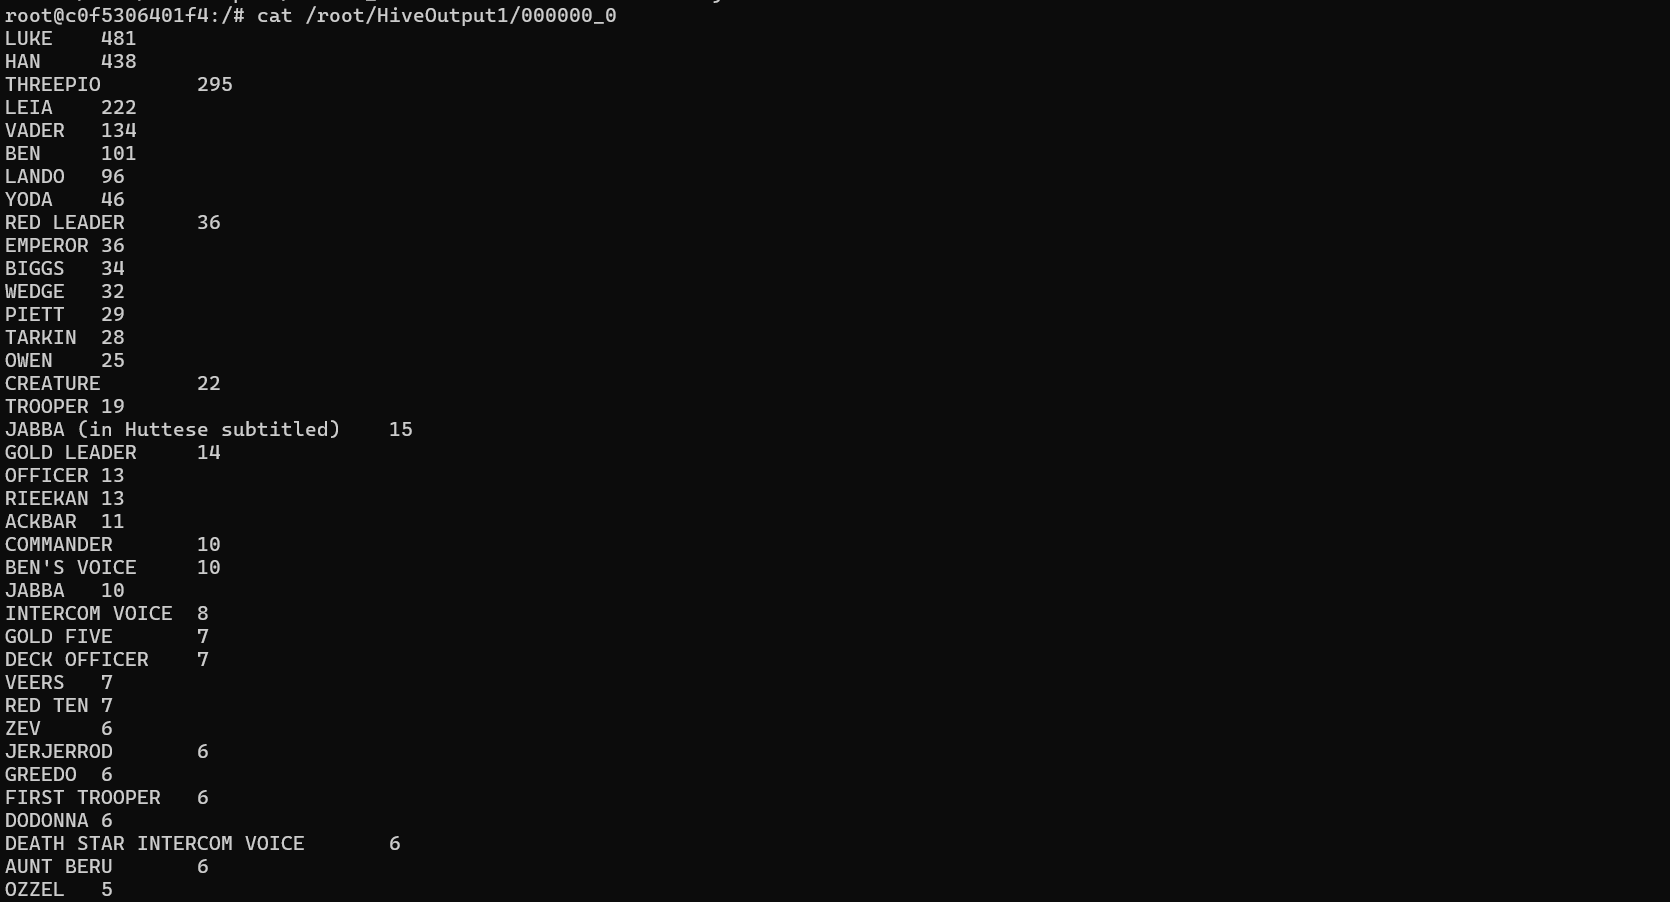 root@c0f5306401f4:/# cat /root/HiveOutput1/000000_0
LUKE    481
HAN     438
THREEPIO        295
LEIA    222
VADER   134
BEN     101
LANDO   96
YODA    46
RED LEADER      36
EMPEROR 36
BIGGS   34
WEDGE   32
PIETT   29
TARKIN  28
OWEN    25
CREATURE        22
TROOPER 19
JABBA (in Huttese subtitled)    15
GOLD LEADER     14
OFFICER 13
RIEEKAN 13
ACKBAR  11
COMMANDER       10
BEN'S VOICE     10
JABBA   10
INTERCOM VOICE  8
GOLD FIVE       7
DECK OFFICER    7
VEERS   7
RED TEN 7
ZEV     6
JERJERROD       6
GREEDO  6
FIRST TROOPER   6
DODONNA 6
DEATH STAR INTERCOM VOICE       6
AUNT BERU       6
OZZEL   5